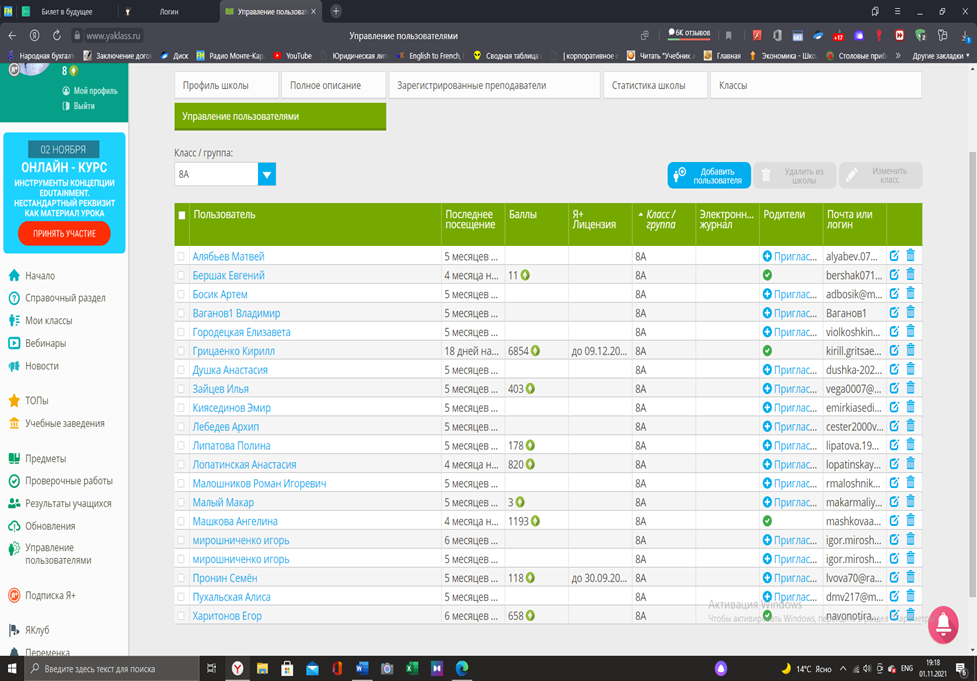 Билет в будущее
Логин
Управление пользоват
www.yaklass.ru
Управление пользователями
6K отзывов
Народная бухгал
Заключение догов
Диск
Радио Монте-Кар
YouTube
Юридическая лит
English to French,
Сводная таблица
| корпоративное
Читать "Учебник
Главная
Экономика - Шко
Столовые приб
»
Другие закладки
8
Мой профиль
Выйти
02 НОЯБРЯ
ОНЛАЙН - КУРС
ИНСТРУМЕНТЫ КОНЦЕПЦИИ
EDUTAINMENT.
НЕСТАНДАРТНЫЙ РЕКВИЗИТ
КАК МАТЕРИАЛ УРОКА
ПРИНЯТЬ УЧАСТИЕ
Начало
Справочный раздел
Мои классы
Вебинары
Новости
ТОПы
Учебные заведения
Предметы
Проверочные работы
Результаты учащихся
Обновления
Управление
пользователями
Подписка Я+
ЯКлуб
Переменка
Профиль школы
Полное описание
Зарегистрированные преподаватели
Статистика школы
Классы
Управление пользователями
Класс / группа:
8А
Добавить
пользователя
Удалить из
школы
Изменить
класс
Пользователь
Последнее
посещение
Баллы
Я+
Лицензия
Класс /
группа
Электронн...
журнал
Родители
Почта или
логин
Алябьев Матвей 5 месяцев ... 8А Приглас... alyabev.07...
Бершак Евгений 4 месяца н... 11 8А bershak071...
Босик Артем 5 месяцев ... 8А Приглас... adbosik@m...
Ваганов1 Владимир 5 месяцев ... 8А Приглас... Ваганов1
Городецкая Елизавета 5 месяцев ... 8А Приглас... violkoshkin...
Грицаенко Кирилл 18 дней на... 6854 до 09.12.20... 8А kirill.gritsae...
Душка Анастасия 5 месяцев ... 8А Приглас... dushka-202...
Зайцев Илья 5 месяцев ... 403 8А Приглас... vega0007@...
Киясединов Эмир 5 месяцев ... 8А Приглас... emirkiasedi...
Лебедев Архип 5 месяцев ... 8А Приглас... cester2000v...
Липатова Полина 5 месяцев ... 178 8А Приглас... lipatova.19...
Лопатинская Анастасия 4 месяца н... 820 8А Приглас... lopatinskay...
Малошников Роман Игоревич 5 месяцев ... 8А Приглас... rmaloshnik...
Малый Макар 5 месяцев ... 3 8А Приглас... makarmaliy...
Машкова Ангелина 4 месяца н... 1193 8А mashkovaa...
мирошниченко игорь 6 месяцев ... 8А Приглас... igor.mirosh...
мирошниченко игорь 5 месяцев ... 8А Приглас... igor.mirosh...
Пронин Семён 5 месяцев ... 118 до 30.09.20... 8А Приглас... lvova70@ra...
Пухальская Алиса 5 месяцев ... 8А Приглас... dmv217@m...
Харитонов Егор 6 месяцев ... 658 8А navonotira...
Активация Windows
Чтобы активировать Windows,
Введите здесь текст для поиска
14°C Ясно
ENG
19:18
01.11.2021